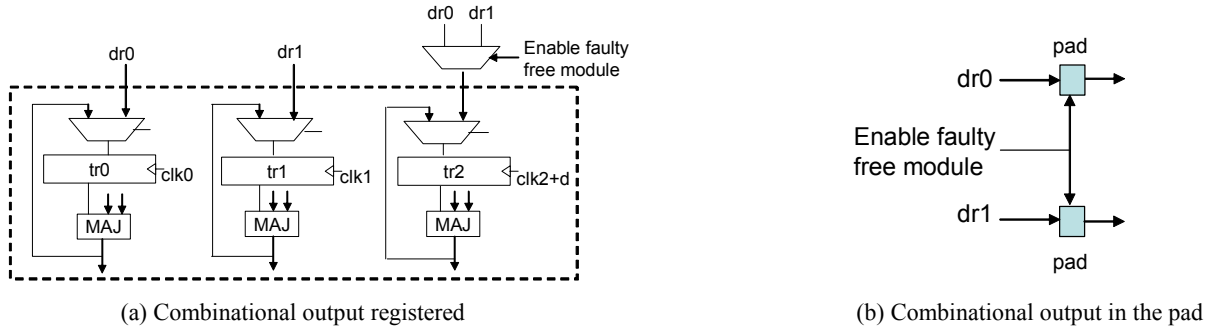 dr0 dr1
Enable faulty
free module
dr0
dr1
tr0
clk0
tr1
clk1
tr2
clk2+d
MAJ
MAJ
MAJ
(a) Combinational output registered
pad
dr0
Enable faulty
free module
dr1
pad
(b) Combinational output in the pad